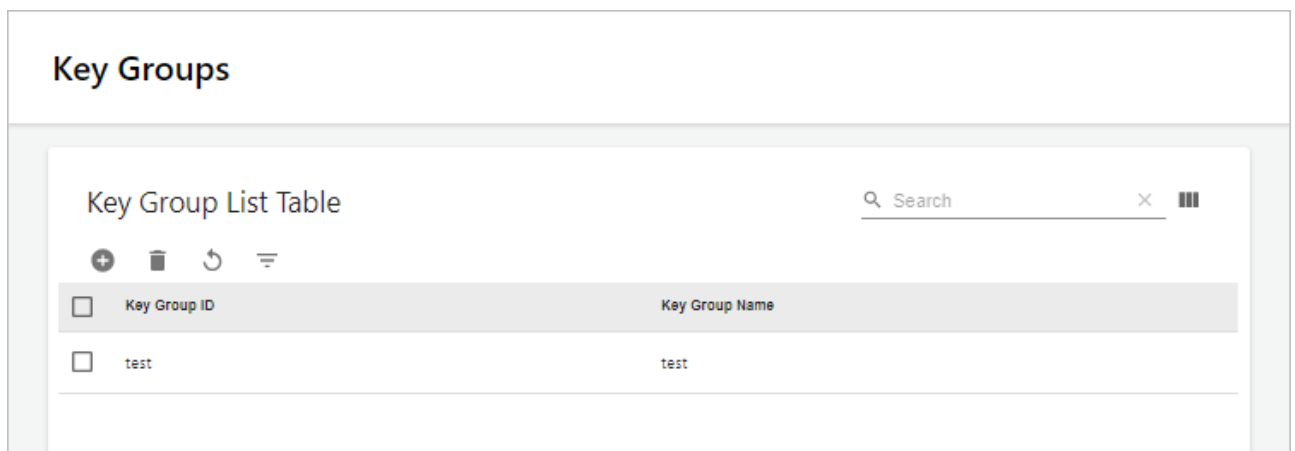 Key Groups
Key Group List Table
Search
Key Group ID Key Group Name
test test